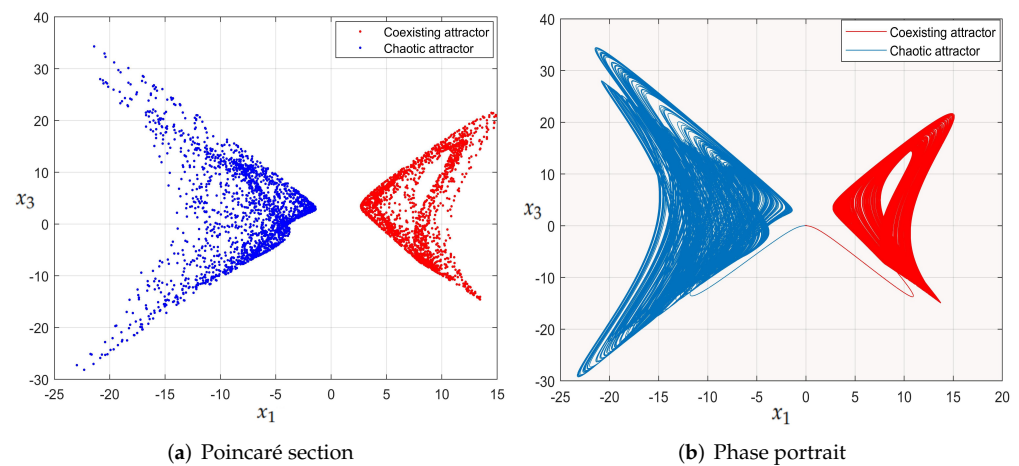 Coexisting attractor
Chaotic attractor
40
30
20
10
0
-10
-20
-30
x₃
-25 -20 -15 -10 -5 0 5 10 15
x₁
(a) Poincaré section
Coexisting attractor
Chaotic attractor
40
30
20
10
0
-10
-20
-30
x₃
-25 -20 -15 -10 -5 0 5 10 15 20
x₁
(b) Phase portrait